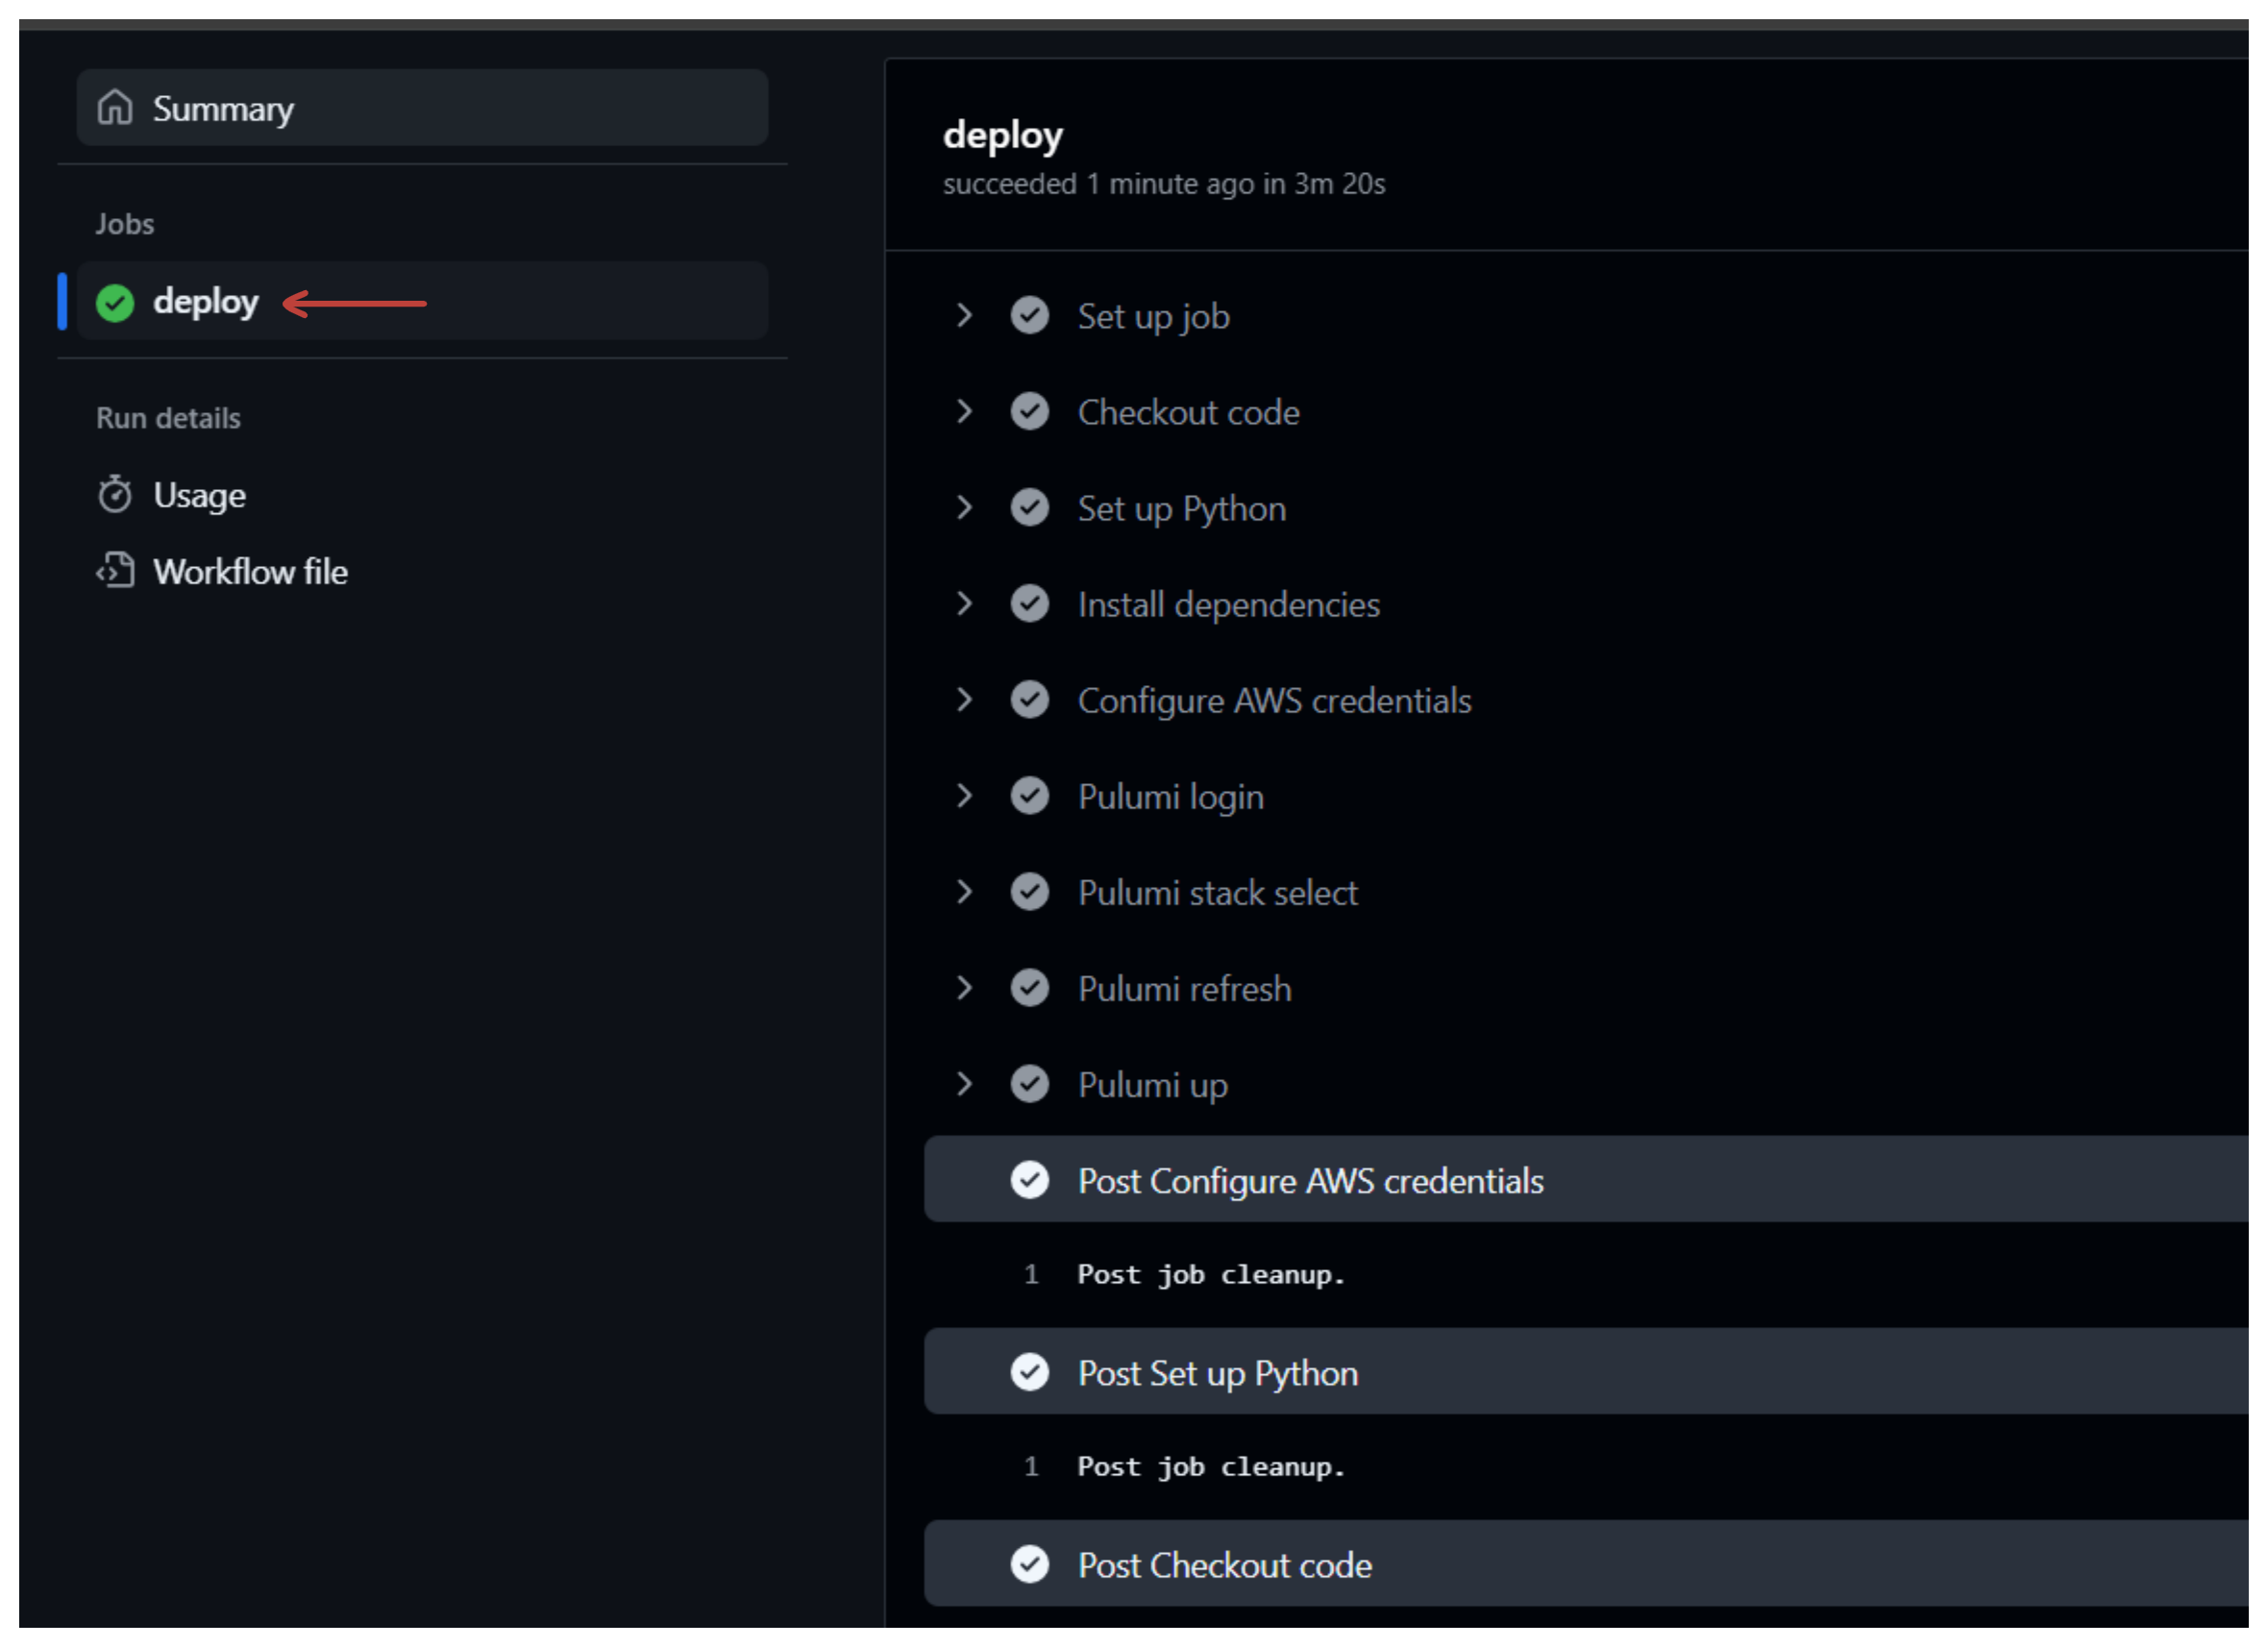 Summary
Jobs
deploy
Run details
Usage
Workflow file
deploy
succeeded 1 minute ago in 3m 20s
Set up job
Checkout code
Set up Python
Install dependencies
Configure AWS credentials
Pulumi login
Pulumi stack select
Pulumi refresh
Pulumi up
Post Configure AWS credentials
1 Post job cleanup.
Post Set up Python
1 Post job cleanup.
Post Checkout code